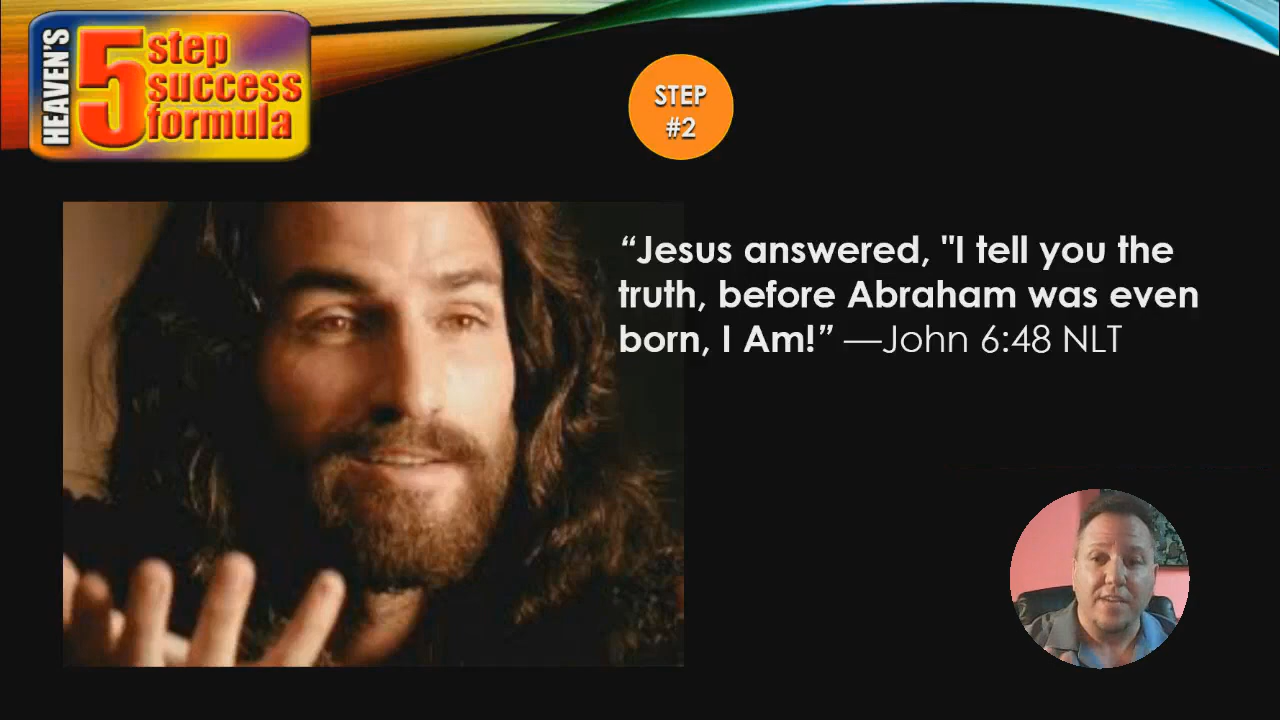 HEAVEN'S
5 step
success
formula
STEP
#2
“Jesus answered, "I tell you the
truth, before Abraham was even
born, I Am!” —John 6:48 NLT